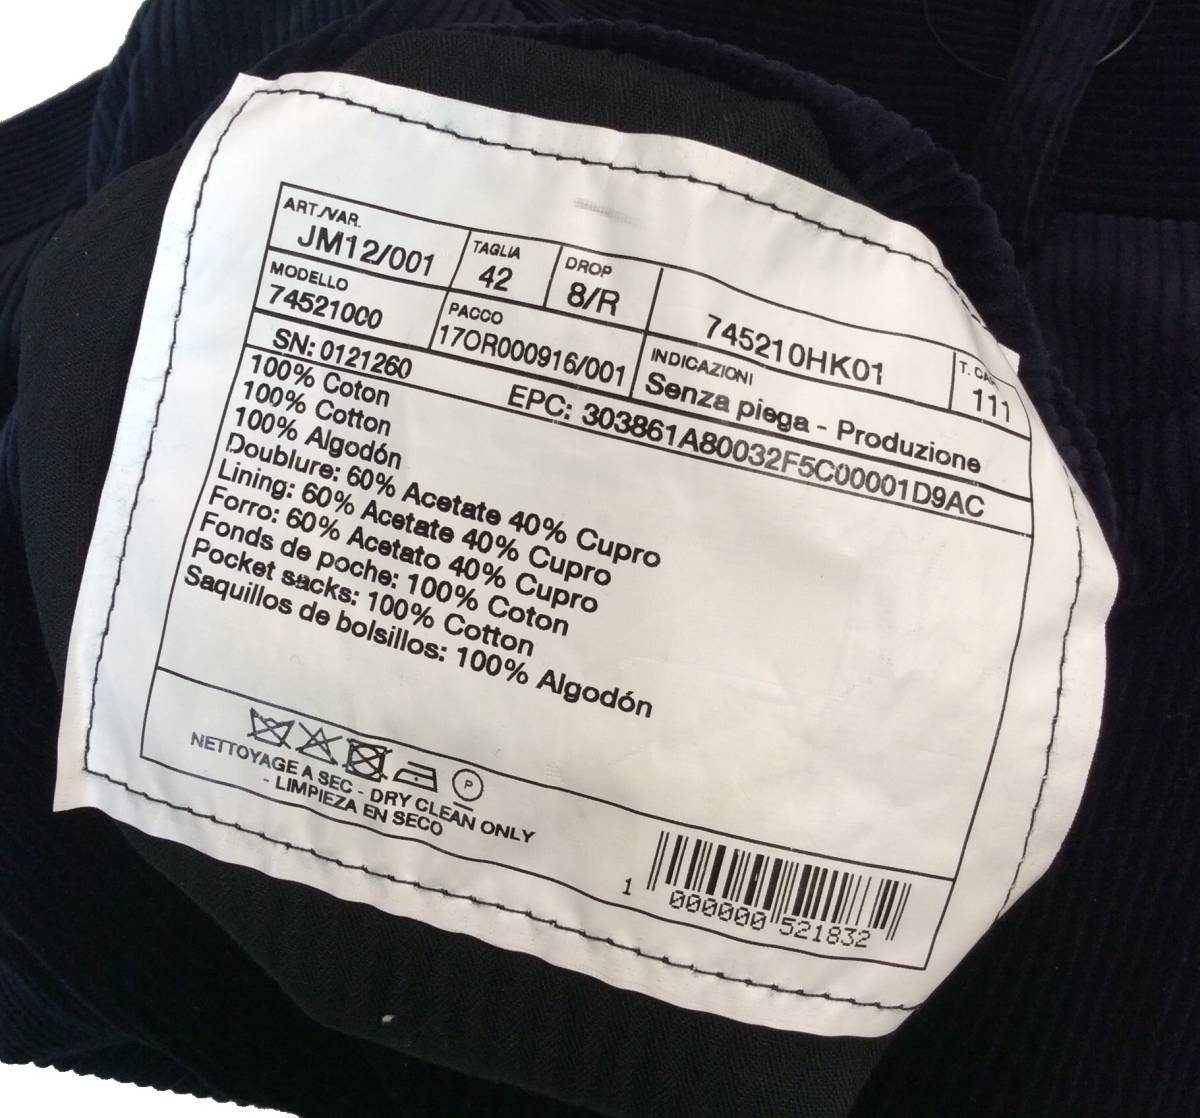 ART./VAR. TAGLIA DROP
JM12/001 42 8/R 745210HK01 T. 111
MODELLO PACCO INDICAZIONI
74521000 17OR000916/001 Senza piega - Produzione
SN: 0121260 EPC: 303861A80032F5C00001D9AC
100% Coton
100% Cotton
100% Algodón
Doublure: 60% Acetate 40% Cupro
Lining: 60% Acetate 40% Cupro
Forro: 60% Acetato 40% Cupro
Fonds de poche: 100% Coton
Pocket sacks: 100% Cotton
Saquillos de bolsillos: 100% Algodón
P
NETTOYAGE A SEC - DRY CLEAN ONLY
- LIMPIEZA EN SECO
1 000000 521832